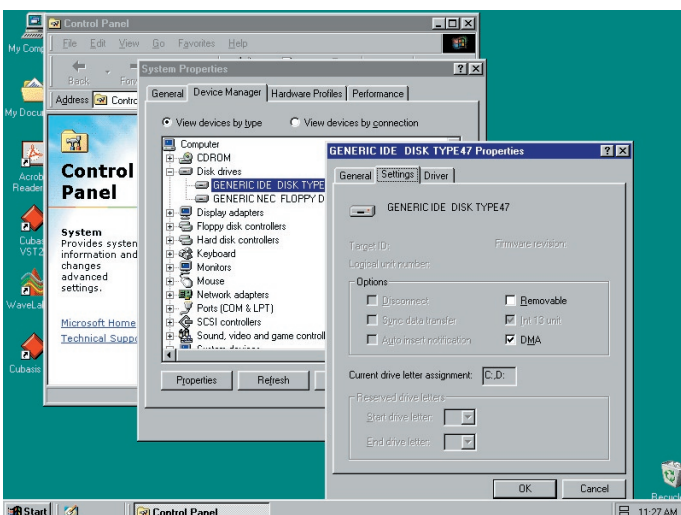 My Comp
My Docu
Acrob
Reader
Cubas
VST2
WaveLa
Cubasis
Control Panel
File Edit View Go Favorites Help
Back Forw
Address Contro
Control
Panel
System
Provides system
information and
changes
advanced
settings.
Microsoft Home
Technical Suppo
System Properties
General Device Manager Hardware Profiles Performance
View devices by type View devices by connection
Computer
CDROM
Disk drives
GENERIC IDE DISK TYPE
GENERIC NEC FLOPPY D
Display adapters
Floppy disk controllers
Hard disk controllers
Keyboard
Monitors
Mouse
Network adapters
Ports (COM & LPT)
SCSI controllers
Sound, video and game controll
System devices
Properties Refresh
GENERIC IDE DISK TYPE47 Properties
General Settings Driver
GENERIC IDE DISK TYPE47
Target ID: Firmware revision:
Logical unit number:
Options
Disconnect Removable
Sync data transfer Int 13 unit
Auto insert notification DMA
Current drive letter assignment: C:,D:
Reserved drive letters
Start drive letter:
End drive letter:
OK Cancel
Recycle
Start Control Panel 11:27 AM